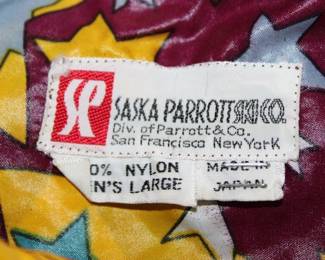 SP
SASKA PARROTT SKI CO.
Div. of Parrott & Co.
San Francisco New York
0% NYLON
N'S LARGE
MADE IN
JAPAN